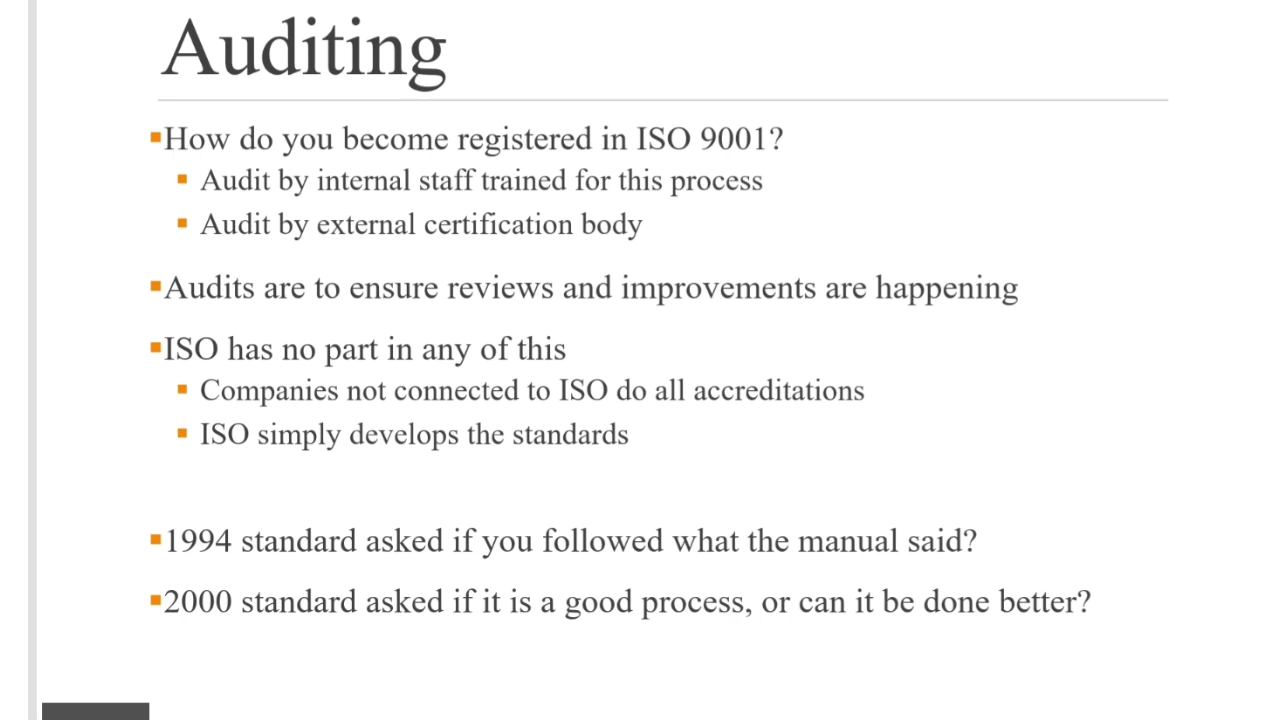 Auditing
How do you become registered in ISO 9001?
Audit by internal staff trained for this process
Audit by external certification body
Audits are to ensure reviews and improvements are happening
ISO has no part in any of this
Companies not connected to ISO do all accreditations
ISO simply develops the standards
1994 standard asked if you followed what the manual said?
2000 standard asked if it is a good process, or can it be done better?